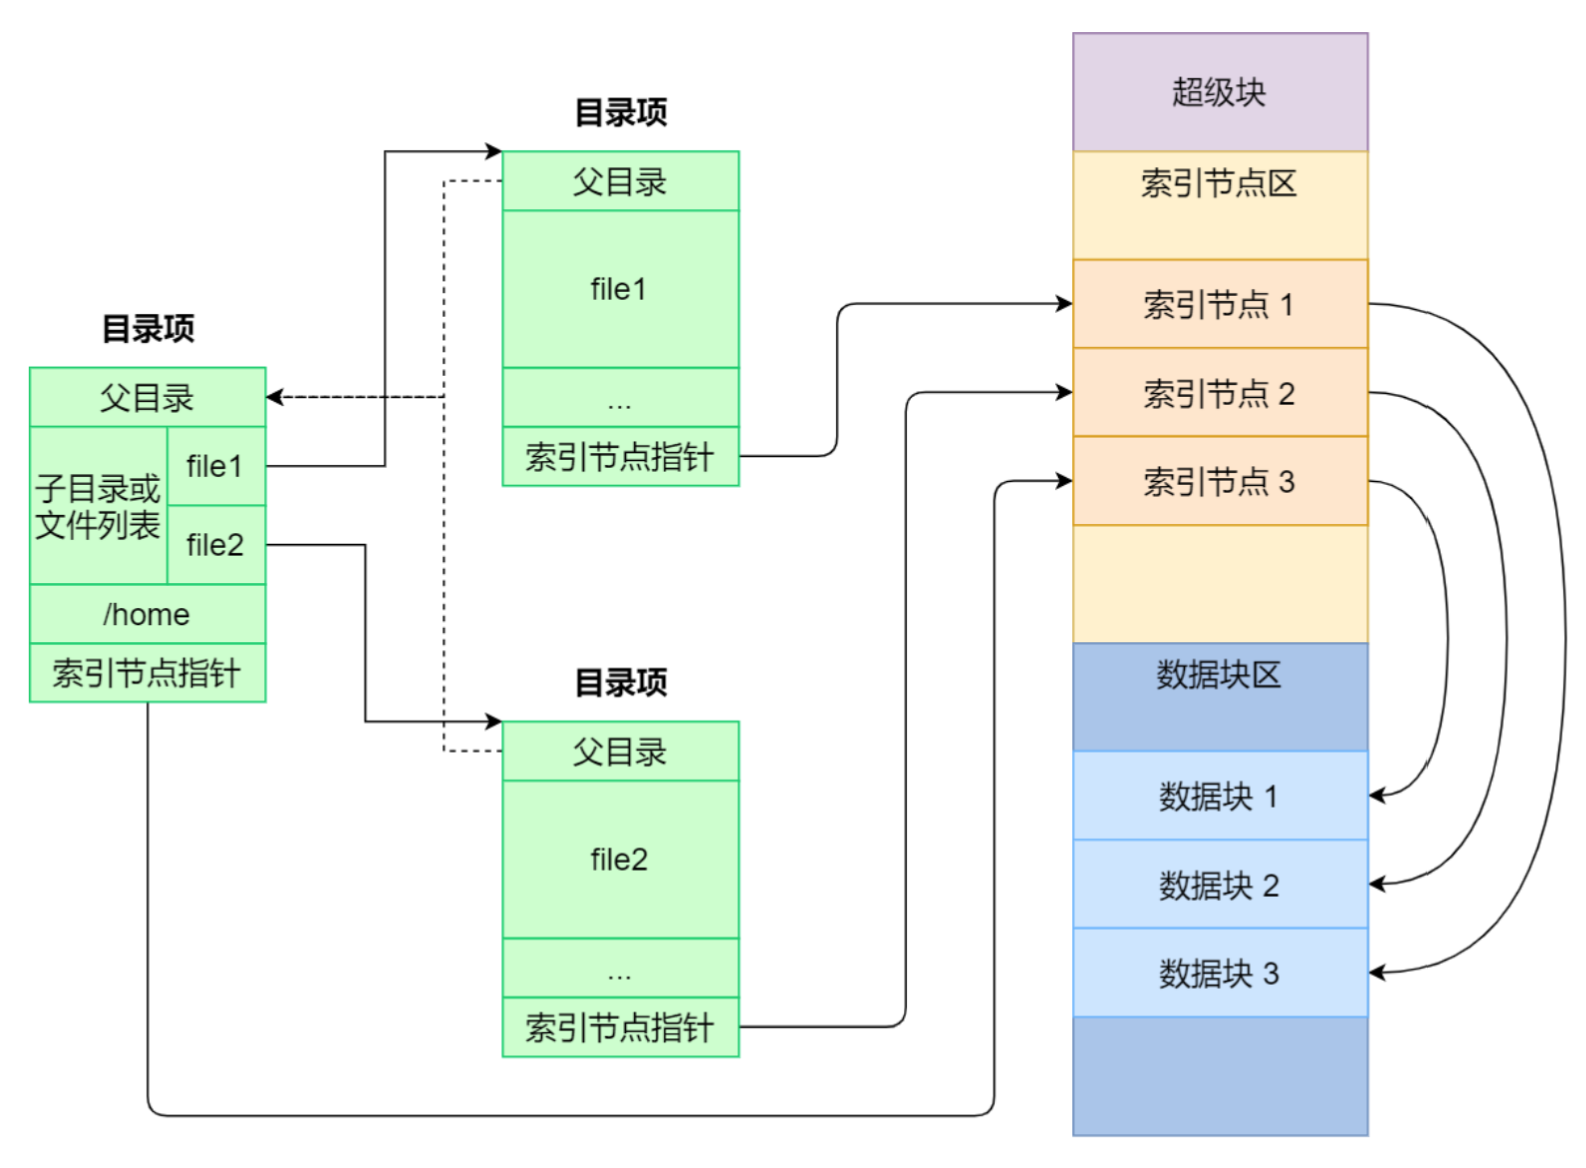 目录项
父目录
子目录或
文件列表
file1
file2
/home
索引节点指针
目录项
父目录
file1
...
索引节点指针
目录项
父目录
file2
...
索引节点指针
超级块
索引节点区
索引节点 1
索引节点 2
索引节点 3
数据块区
数据块 1
数据块 2
数据块 3